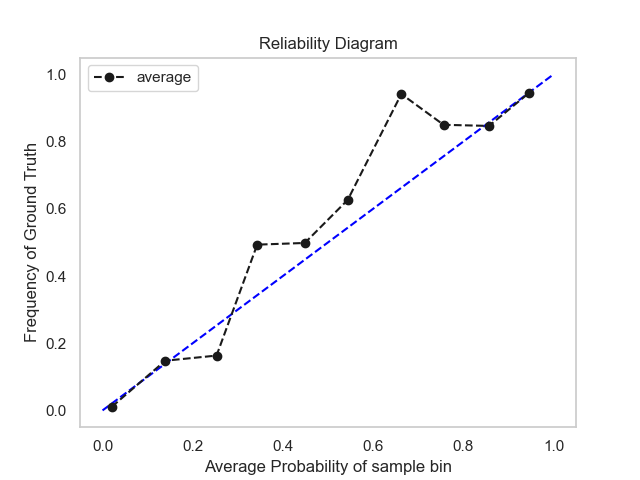 Reliability Diagram
average
1.0
0.8
0.6
0.4
0.2
0.0
Frequency of Ground Truth
0.0 0.2 0.4 0.6 0.8 1.0
Average Probability of sample bin